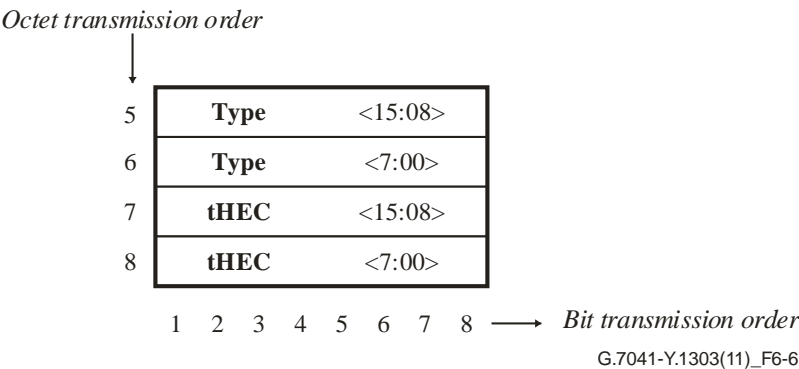 Octet transmission order
5 Type <15:08>
6 Type <7:00>
7 tHEC <15:08>
8 tHEC <7:00>
1 2 3 4 5 6 7 8 Bit transmission order
G.7041-Y.1303(11)_F6-6